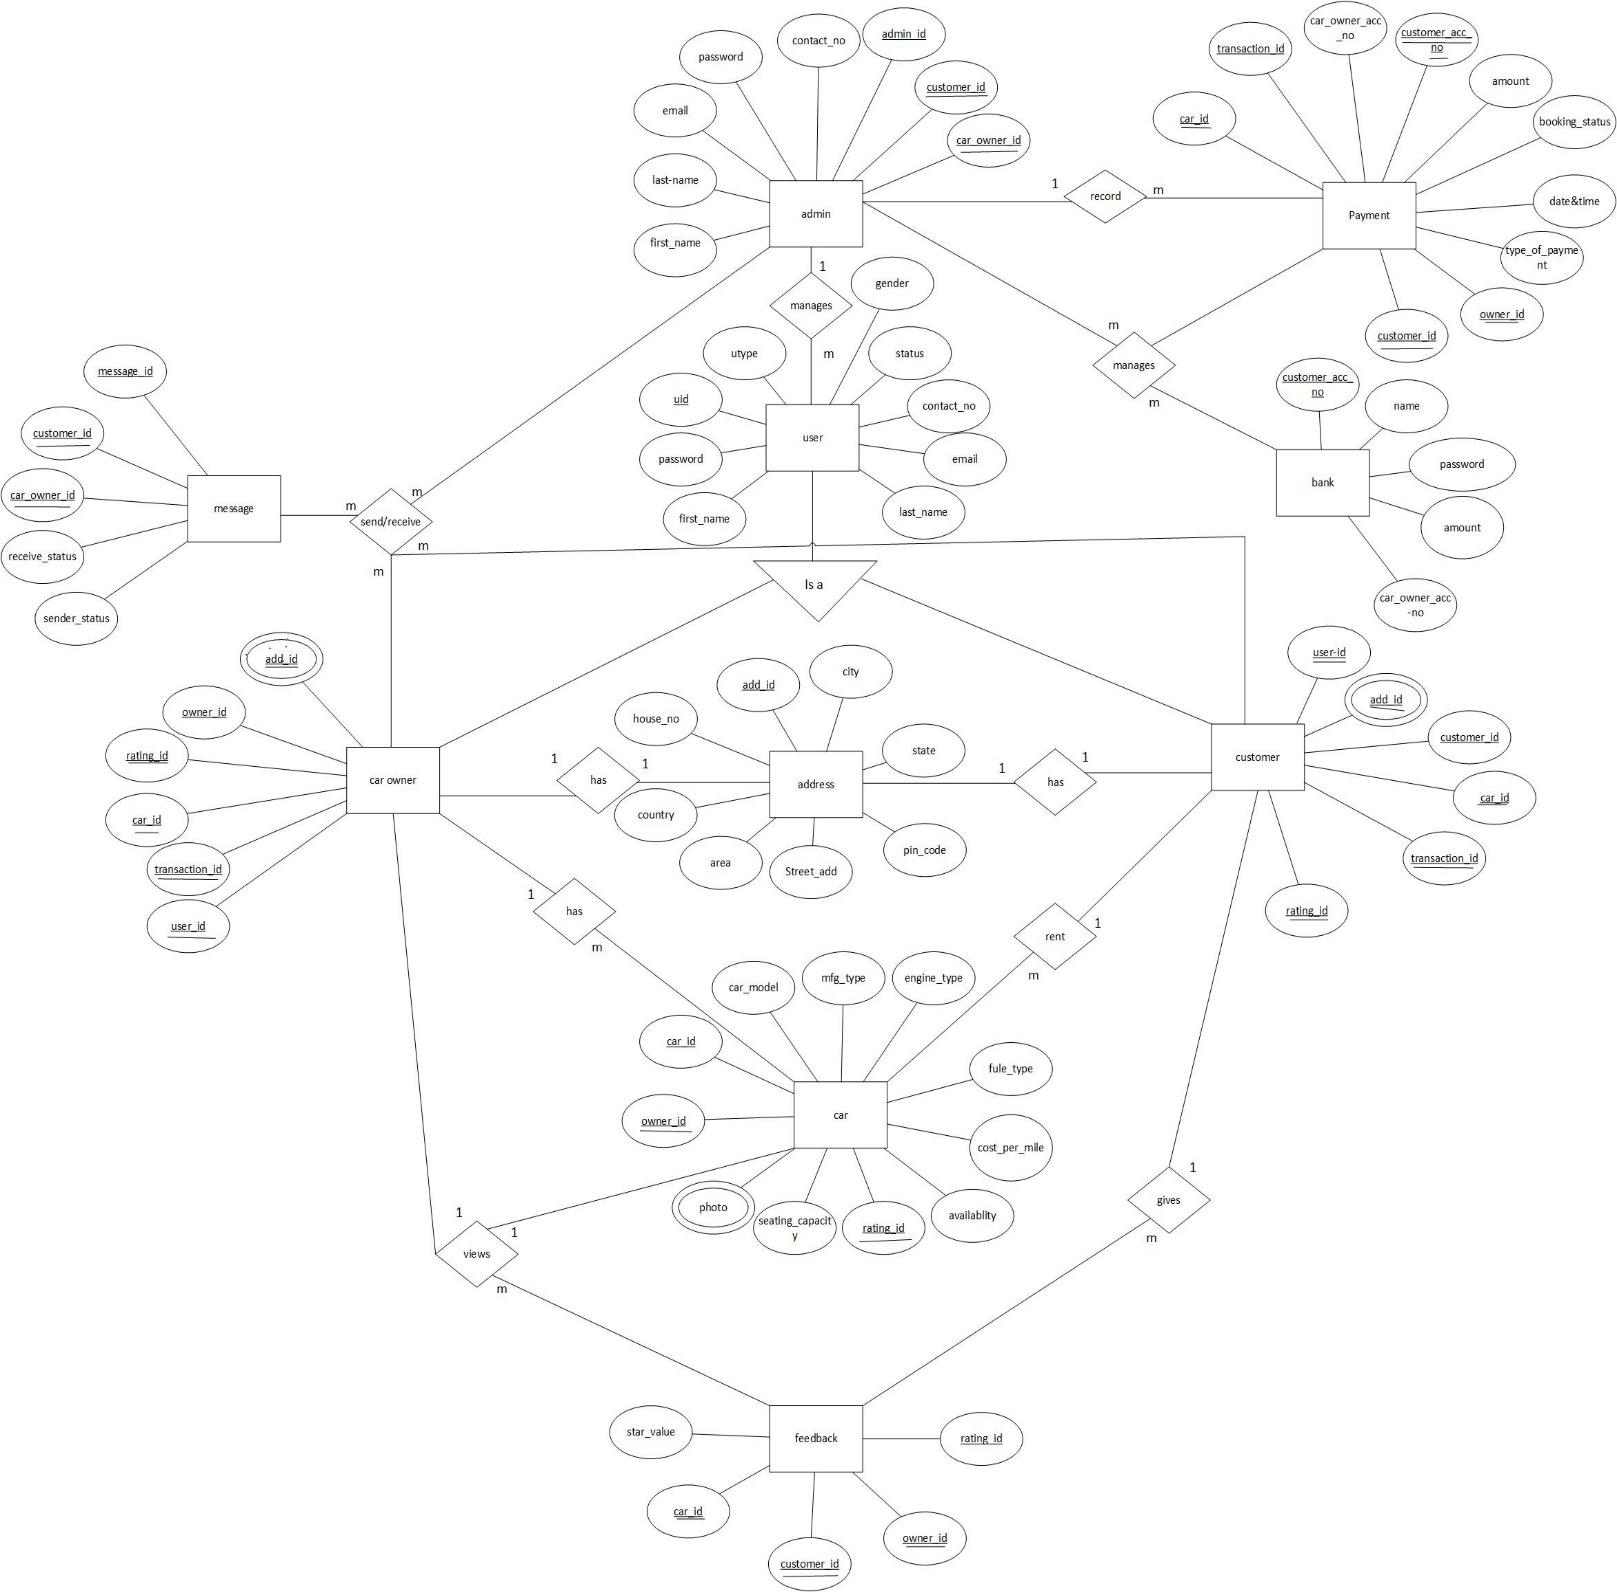 contact_no
admin_id
password
customer_id
email
car_owner_id
last-name
first_name
admin
1
record
m
car_owner_acc
_no
customer_acc_
no
transaction_id
amount
car_id
booking_status
Payment
date&time
type_of_payme
nt
owner_id
customer_id
1
manages
m
gender
utype
status
uid
contact_no
user
password
email
first_name
last_name
m
manages
m
customer_acc_
no
name
password
bank
amount
car_owner_acc
-no
message_id
customer_id
car_owner_id
message
receive_status
sender_status
m
m
send/receive
m
m
Is a
add_id
owner_id
rating_id
car owner
car_id
transaction_id
user_id
1
has
1
add_id
city
house_no
state
address
country
area
Street_add
pin_code
1
has
1
user-id
add_id
customer_id
customer
car_id
transaction_id
rating_id
1
has
m
1
rent
m
car_model
mfg_type
engine_type
car_id
fule_type
owner_id
car
cost_per_mile
photo
seating_capacit
y
rating_id
availablity
1
1
views
m
1
gives
m
star_value
feedback
rating_id
car_id
owner_id
customer_id